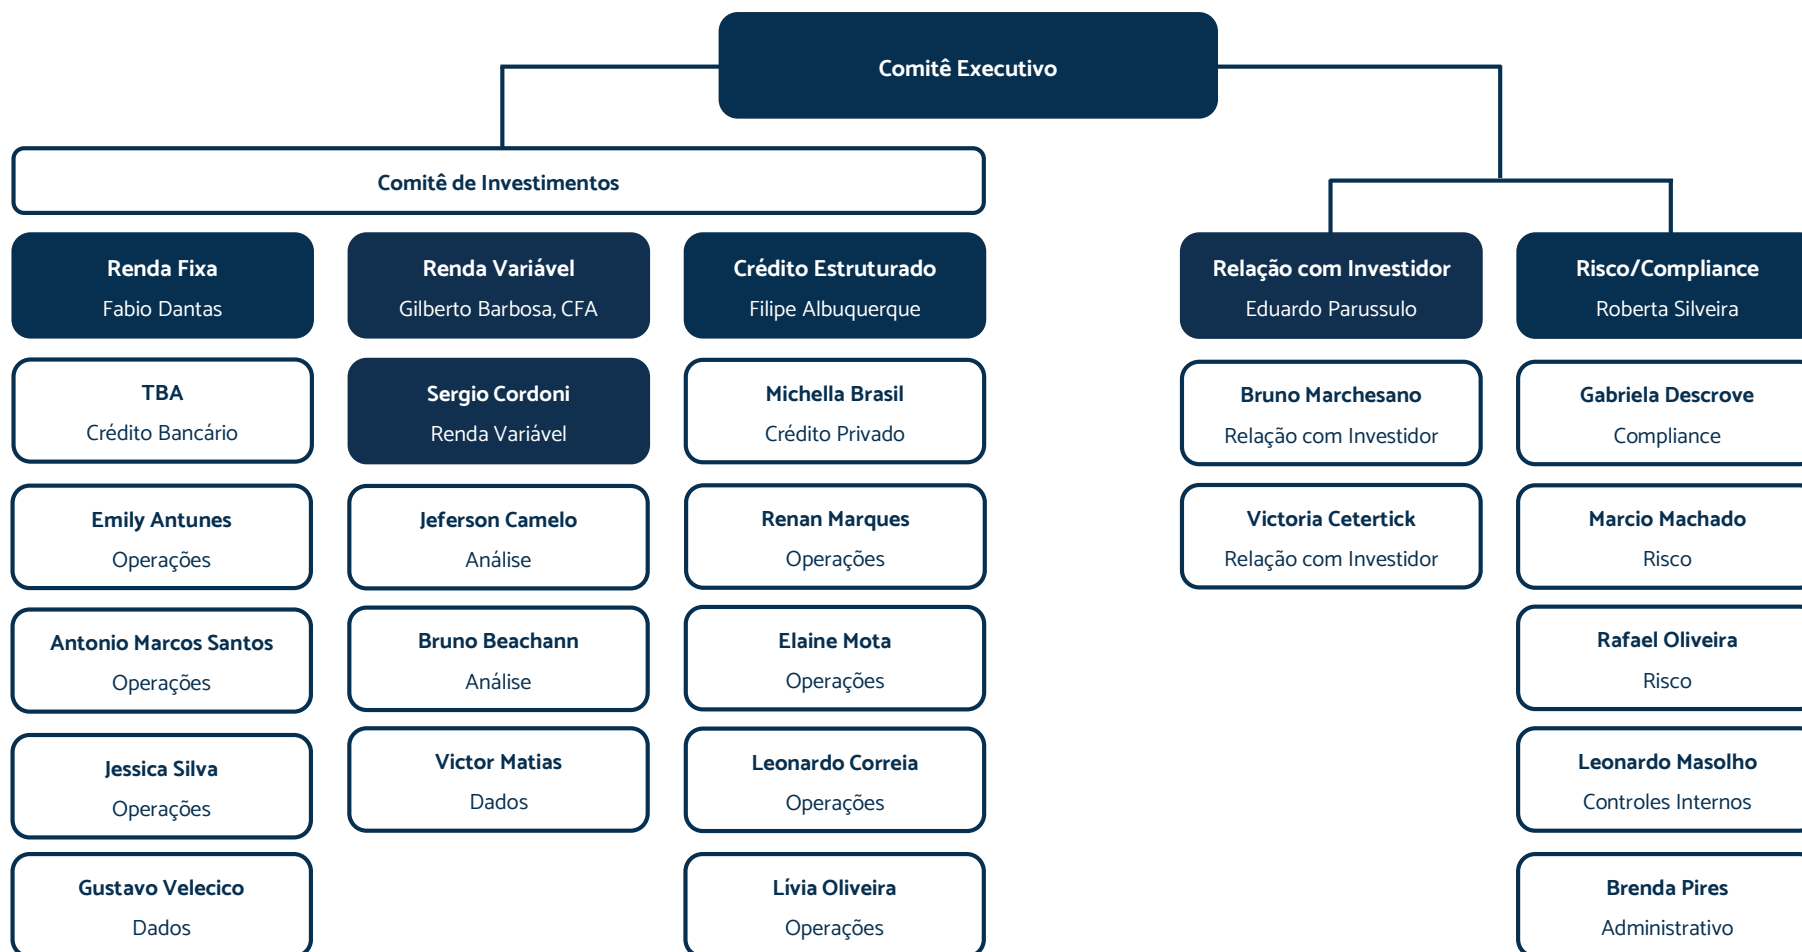 Comitê Executivo
Comitê de Investimentos
Renda Fixa
Fabio Dantas
Renda Variável
Gilberto Barbosa, CFA
Crédito Estruturado
Filipe Albuquerque
Relação com Investidor
Eduardo Parussulo
Risco/Compliance
Roberta Silveira
TBA
Crédito Bancário
Sergio Cordoni
Renda Variável
Michella Brasil
Crédito Privado
Bruno Marchesano
Relação com Investidor
Gabriela Descrove
Compliance
Emily Antunes
Operações
Jeferson Camelo
Análise
Renan Marques
Operações
Victoria Cetertick
Relação com Investidor
Marcio Machado
Risco
Antonio Marcos Santos
Operações
Bruno Beachann
Análise
Elaine Mota
Operações
Rafael Oliveira
Risco
Jessica Silva
Operações
Victor Matias
Dados
Leonardo Correia
Operações
Leonardo Masolho
Controles Internos
Gustavo Velecico
Dados
Lívia Oliveira
Operações
Brenda Pires
Administrativo